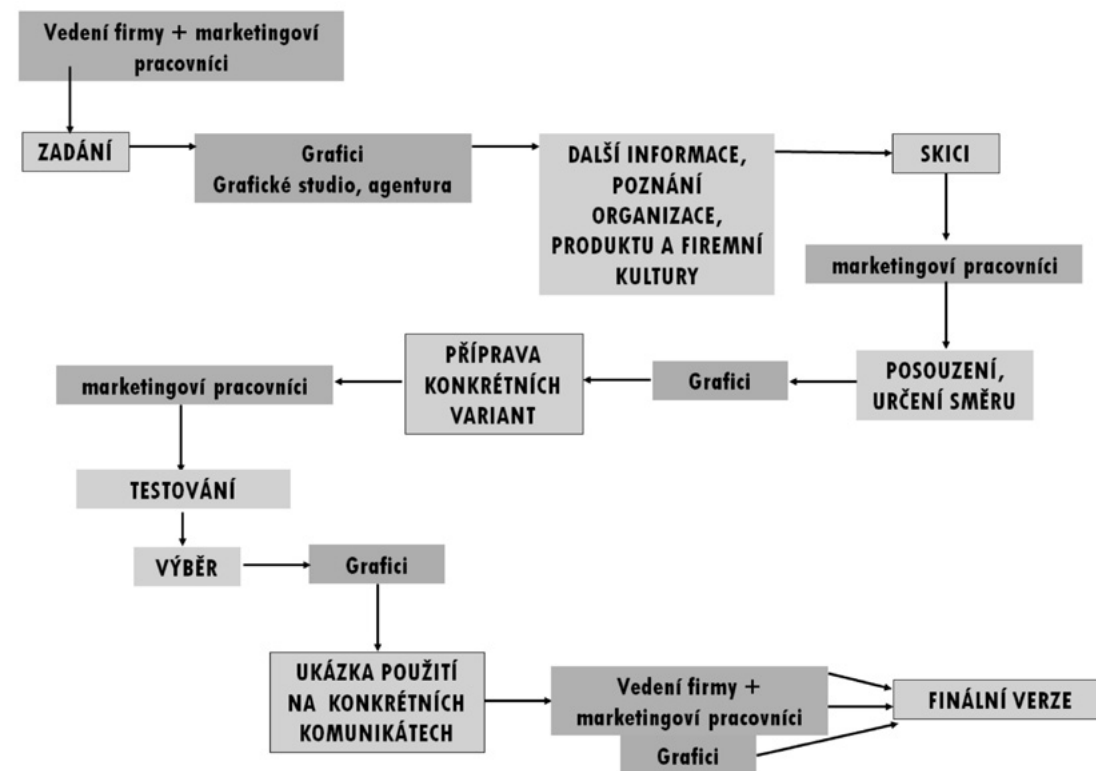 Vedení firmy + marketingoví
pracovníci
ZADÁNÍ
Grafici
Grafické studio, agentura
DALŠÍ INFORMACE,
POZNÁNÍ
ORGANIZACE,
PRODUKTU A FIREMNÍ
KULTURY
SKICI
marketingoví pracovníci
POSOUZENÍ,
URČENÍ SMĚRU
Grafici
PŘÍPRAVA
KONKRÉTNÍCH
VARIANT
marketingoví pracovníci
TESTOVÁNÍ
VÝBĚR
Grafici
UKÁZKA POUŽITÍ
NA KONKRÉTNÍCH
KOMUNIKÁTECH
Vedení firmy +
marketingoví pracovníci
Grafici
FINÁLNÍ VERZE